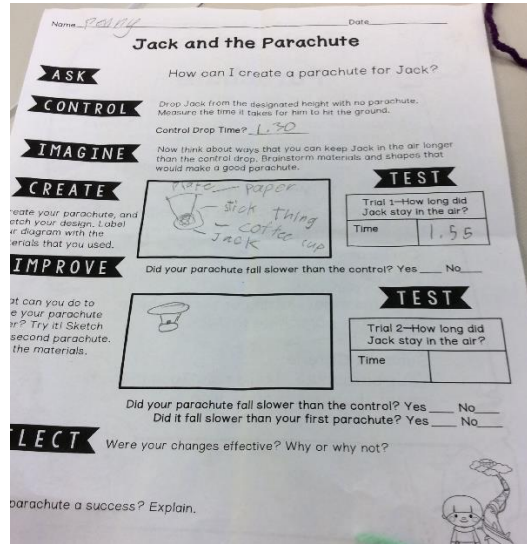 Name Penny Date
Jack and the Parachute
ASK
How can I create a parachute for Jack?
CONTROL
Drop Jack from the designated height with no parachute.
Measure the time it takes for him to hit the ground.
Control Drop Time? 1.30
IMAGINE
Now think about ways that you can keep Jack in the air longer
than the control drop. Brainstorm materials and shapes that
would make a good parachute.
CREATE
reate your parachute, and
etch your design. Label
ur diagram with the
erials that you used.
Plate
paper
stick thing
coffee cup
Jack
TEST
Trial 1—How long did
Jack stay in the air?
Time 1.55
IMPROVE
Did your parachute fall slower than the control? Yes No
at can you do to
e your parachute
er? Try it! Sketch
second parachute.
the materials.
TEST
Trial 2—How long did
Jack stay in the air?
Time
Did your parachute fall slower than the control? Yes No
Did it fall slower than your first parachute? Yes No
LECT
Were your changes effective? Why or why not?
parachute a success? Explain.